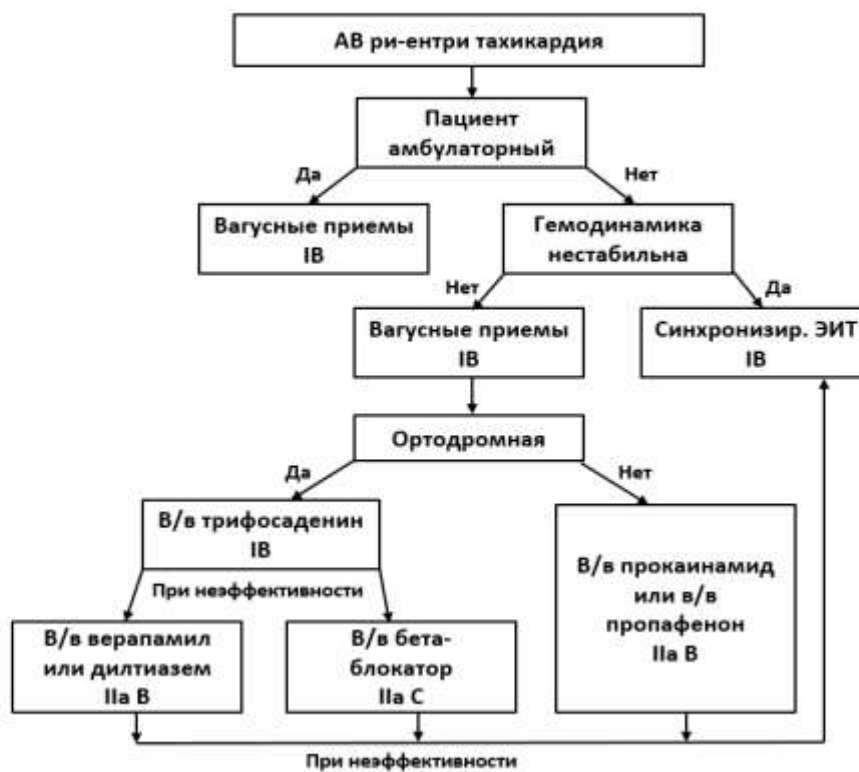 АВ ри-ентри тахикардия
Пациент
амбулаторный
Да
Нет
Вагусные приемы
IB
Гемодинамика
нестабильна
Нет
Да
Вагусные приемы
IB
Синхронизир. ЭИТ
IB
Ортодромная
Да
Нет
В/в трифосаденин
IB
В/в прокаинамид
или в/в
пропафенон
IIa B
При неэффективности
В/в верапамил
или дилтиазем
IIa B
В/в бета-
блокатор
IIa C
При неэффективности